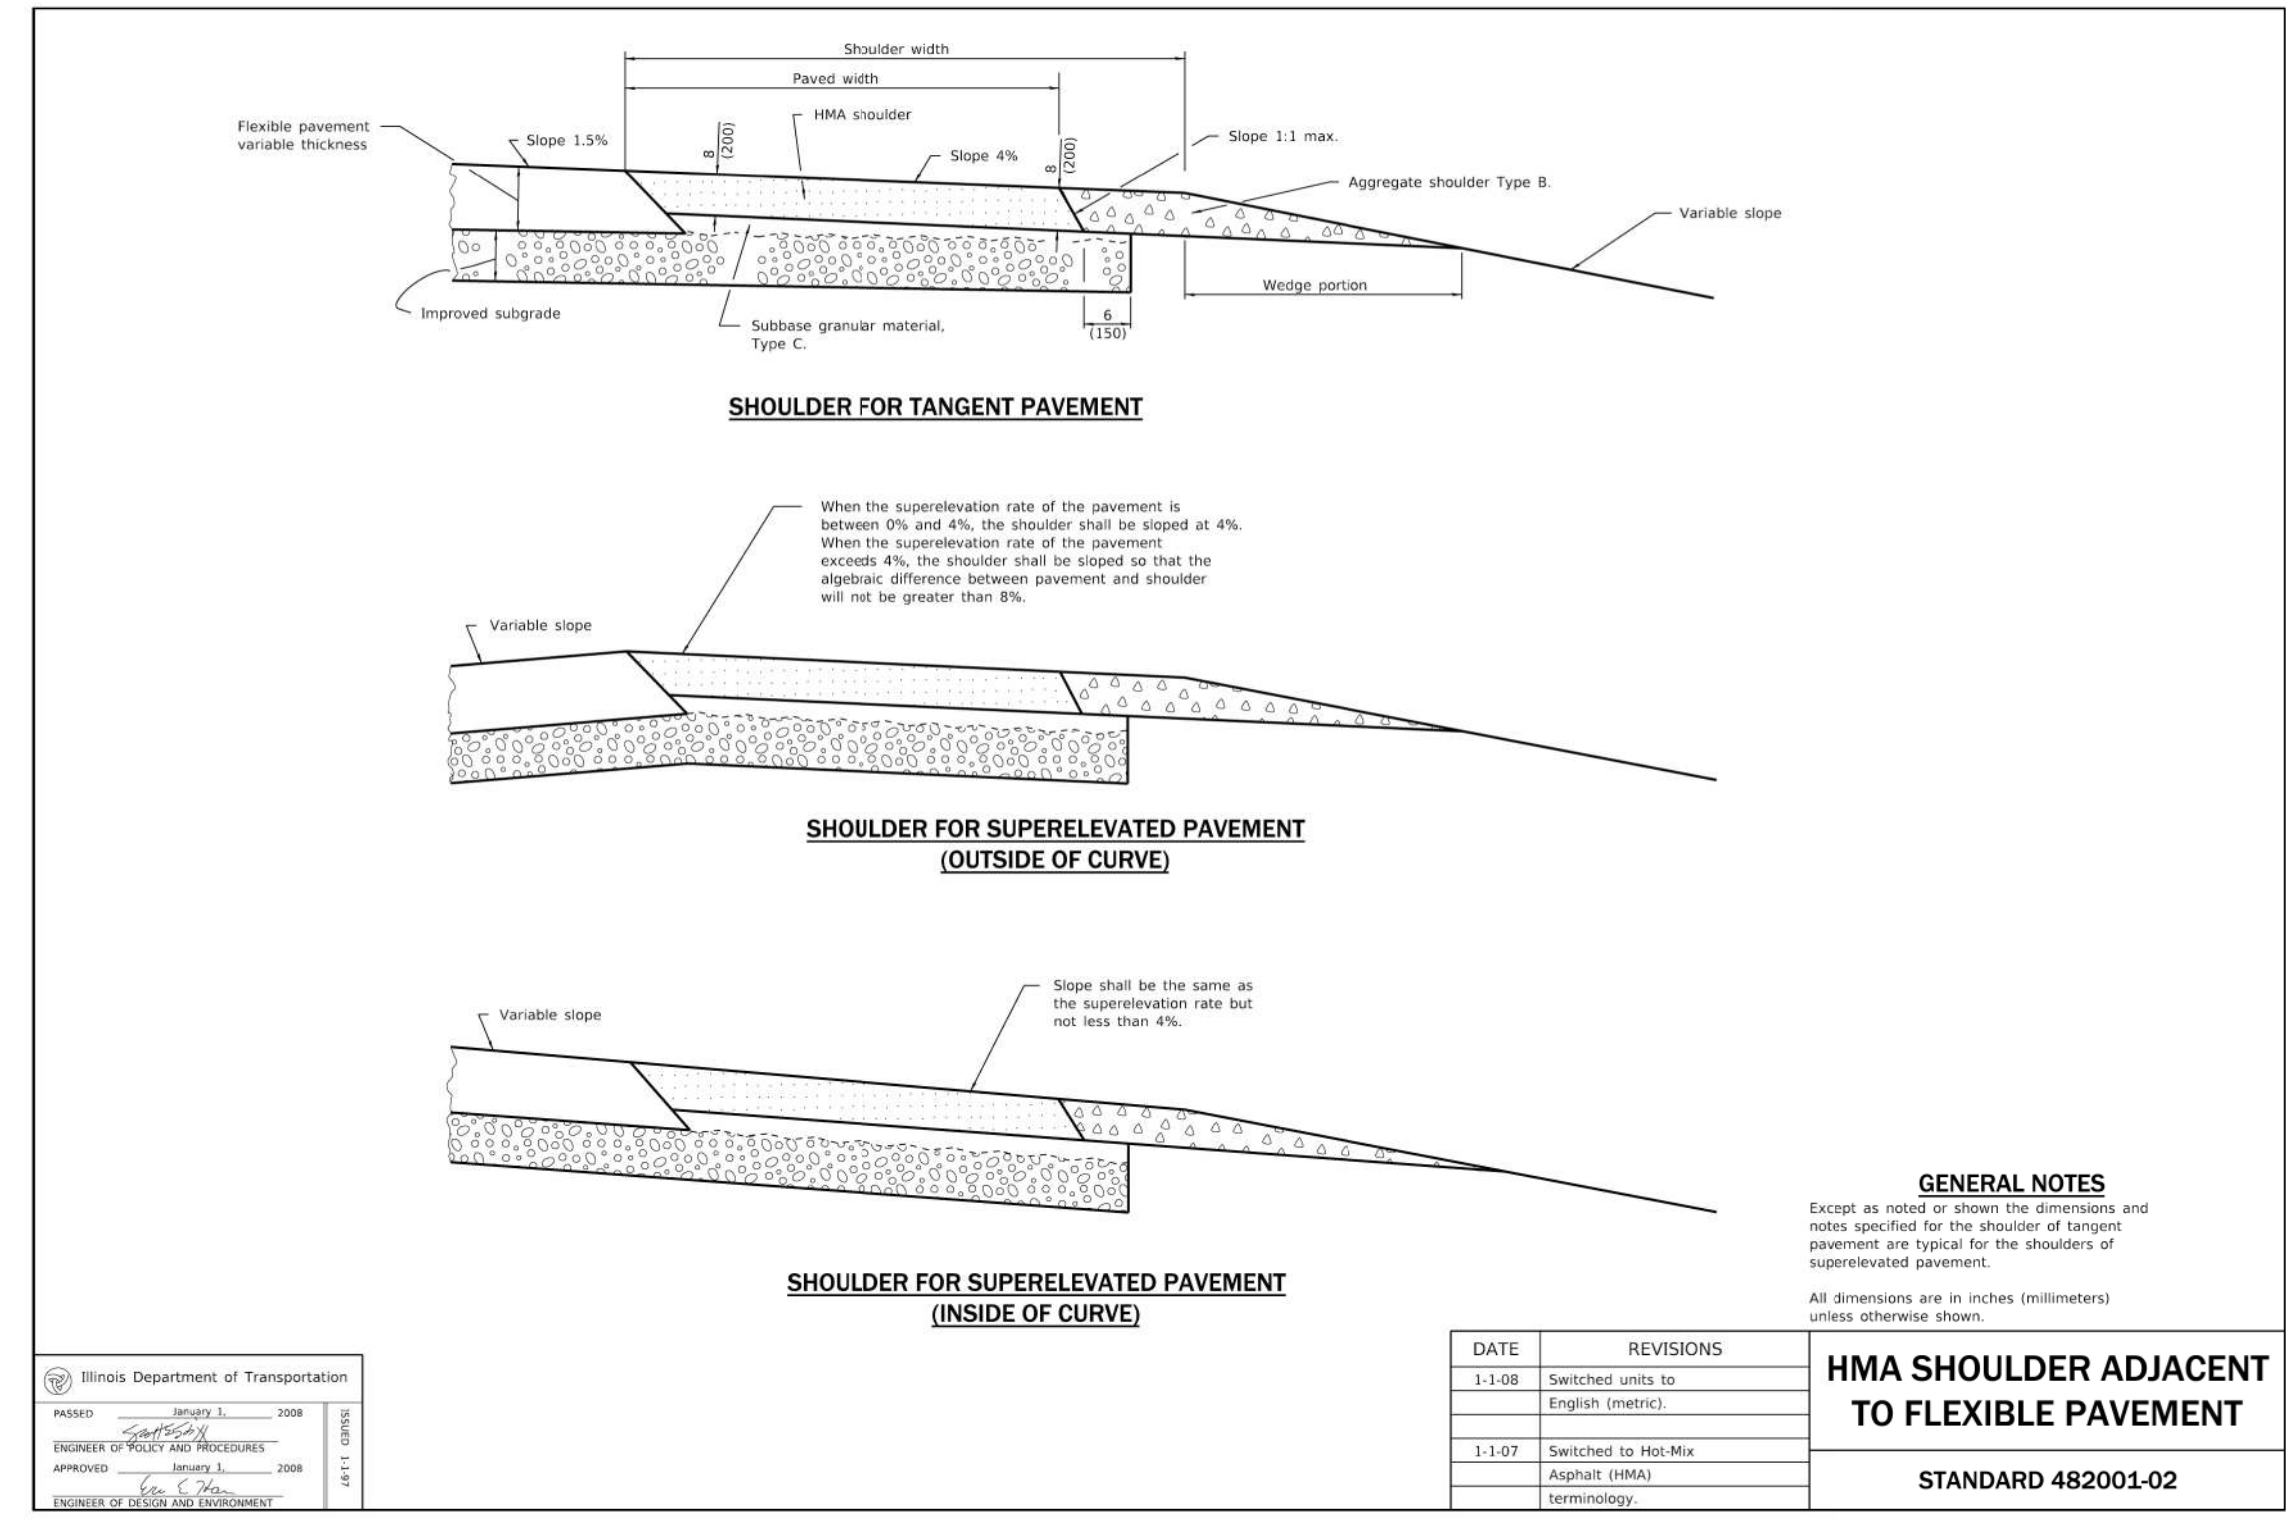 Shoulder width
Paved width
HMA shoulder
Flexible pavement
variable thickness
Slope 1.5%
8
(200)
Slope 4%
8
(200)
Slope 1:1 max.
Aggregate shoulder Type B.
Variable slope
Wedge portion
Improved subgrade
6
(150)
Subbase granular material,
Type C.
SHOULDER FOR TANGENT PAVEMENT
When the superelevation rate of the pavement is
between 0% and 4%, the shoulder shall be sloped at 4%.
When the superelevation rate of the pavement
exceeds 4%, the shoulder shall be sloped so that the
algebraic difference between pavement and shoulder
will not be greater than 8%.
Variable slope
SHOULDER FOR SUPERELEVATED PAVEMENT
(OUTSIDE OF CURVE)
Slope shall be the same as
the superelevation rate but
not less than 4%.
Variable slope
SHOULDER FOR SUPERELEVATED PAVEMENT
(INSIDE OF CURVE)
GENERAL NOTES
Except as noted or shown the dimensions and
notes specified for the shoulder of tangent
pavement are typical for the shoulders of
superelevated pavement.
All dimensions are in inches (millimeters)
unless otherwise shown.
Illinois Department of Transportation
PASSED January 1, 2008
ENGINEER OF POLICY AND PROCEDURES
APPROVED January 1, 2008
ENGINEER OF DESIGN AND ENVIRONMENT
ISSUED 1-1-97
DATE REVISIONS
1-1-08 Switched units to
English (metric).
1-1-07 Switched to Hot-Mix
Asphalt (HMA)
terminology.
HMA SHOULDER ADJACENT
TO FLEXIBLE PAVEMENT
STANDARD 482001-02